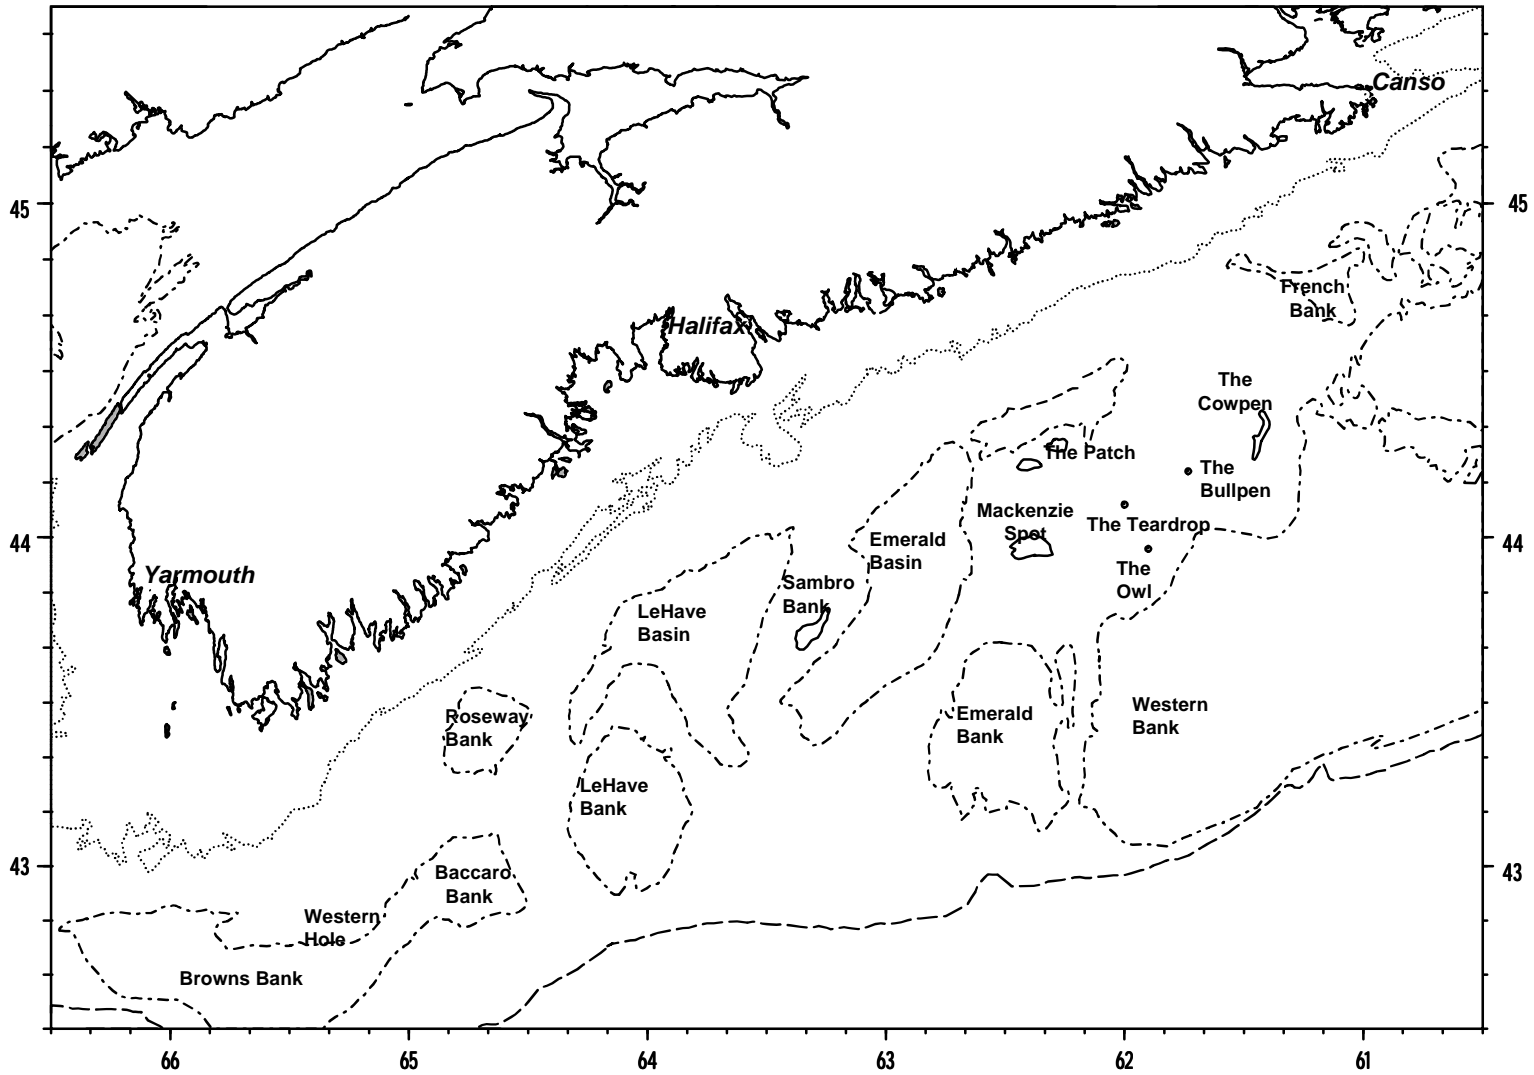 Canso
45
45
French
Bank
Halifax
The
Cowpen
The Patch
The
Bullpen
Mackenzie
Spot
The Teardrop
44
44
Emerald
Basin
The
Owl
Yarmouth
Sambro
Bank
LeHave
Basin
Roseway
Bank
Emerald
Bank
Western
Bank
LeHave
Bank
43
43
Baccaro
Bank
Western
Hole
Browns Bank
66
65
64
63
62
61